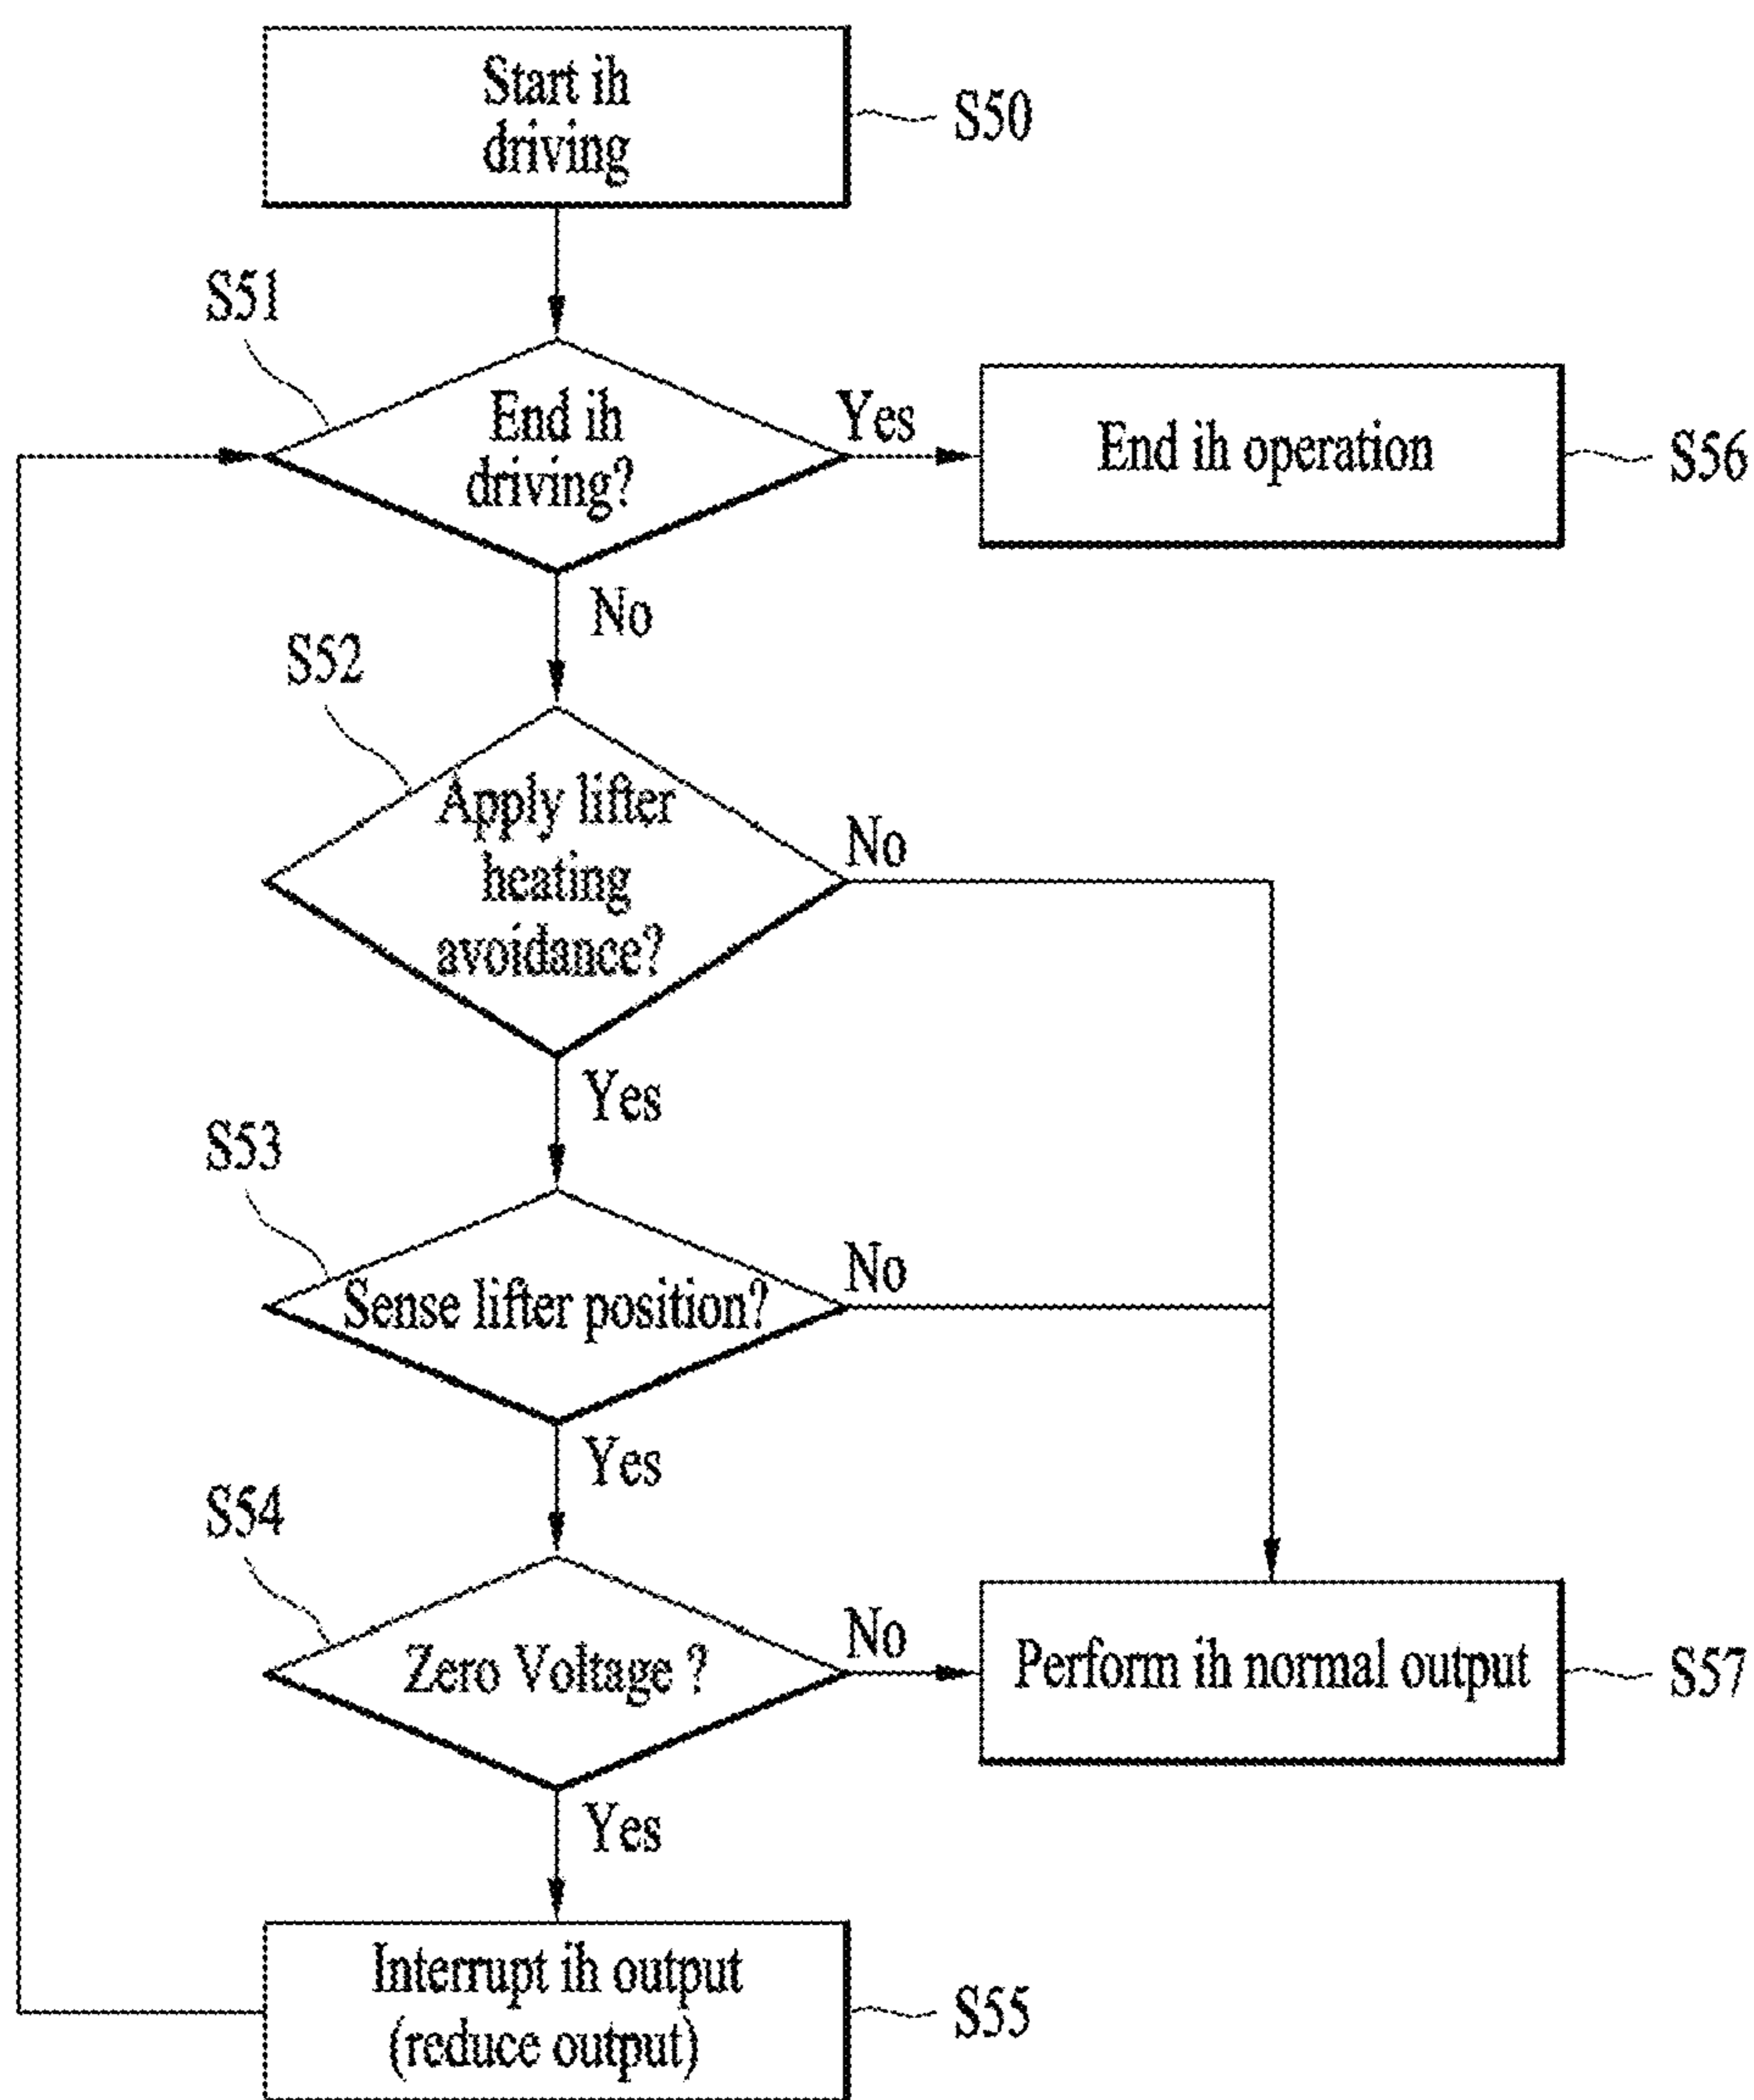 Start ih
driving
S50
S51
End ih
driving?
Yes
End ih operation
S56
No
S52
Apply lifter
heating
avoidance?
No
Yes
S53
Sense lifter position?
No
Yes
S54
Zero Voltage ?
No
Perform ih normal output
S57
Yes
Interrupt ih output
(reduce output)
S55